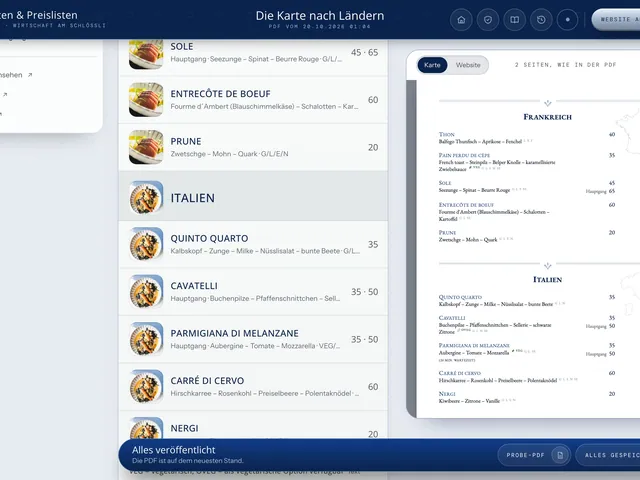 ten & Preislisten
WIRTSCHAFT AM SCHLÖSSLI
Die Karte nach Ländern
PDF VOM 20.10.2026 01:04
WEBSITE
nsehen ↗
↗
SOLE
45 · 65
Hauptgang · Seezunge – Spinat – Beurre Rouge · G/L/...
ENTRECÔTE DE BOEUF
60
Fourme d'Ambert (Blauschimmelkäse) – Schalotten – Kar...
PRUNE
20
Zwetschge – Mohn – Quark · G/L/E/N
ITALIEN
QUINTO QUARTO
35
Kalbskopf – Zunge – Milke – Nüsslisalat – bunte Beete · G/L...
CAVATELLI
35 · 50
Hauptgang · Buchenpilze – Pfaffenschnittchen – Sell...
PARMIGIANA DI MELANZANE
35 · 50
Hauptgang · Aubergine – Tomate – Mozzarella · VEG/...
CARRÉ DI CERVO
60
Hirschkarree – Rosenkohl – Preiselbeere – Polentaknödel · ...
NERGI
20
Karte
Website
2 SEITEN, WIE IN DER PDF
FRANKREICH
THON
60
Balfego Thunfisch – Aprikose – Fenchel
PAIN PERDU DE CÈPE
35
French toast – Steinpilz – Belper Knolle – karamellisierte
Zwiebelsauce
SOLE
45
Seezunge – Spinat – Beurre Rouge
Hauptgang 65
ENTRECÔTE DE BOEUF
60
Fourme d'Ambert (Blauschimmelkäse) – Schalotten –
Kartoffel
PRUNE
20
Zwetschge – Mohn – Quark
ITALIEN
QUINTO QUARTO
35
Kalbskopf – Zunge – Milke – Nüsslisalat – bunte Beete
CAVATELLI
35
Buchenpilze – Pfaffenschnittchen – Sellerie – schwarze
Hauptgang 50
Zitrone
PARMIGIANA DI MELANZANE
35
Aubergine – Tomate – Mozzarella
Hauptgang 50
(20 MIN. WARTEZEIT)
CARRÉ DI CERVO
60
Hirschkarree – Rosenkohl – Preiselbeere – Polentaknödel
NERGI
20
Kiwibeere – Zitrone – Vanille
Alles veröffentlicht
Die PDF ist auf dem neuesten Stand.
PROBE-PDF
ALLES GESPEIC